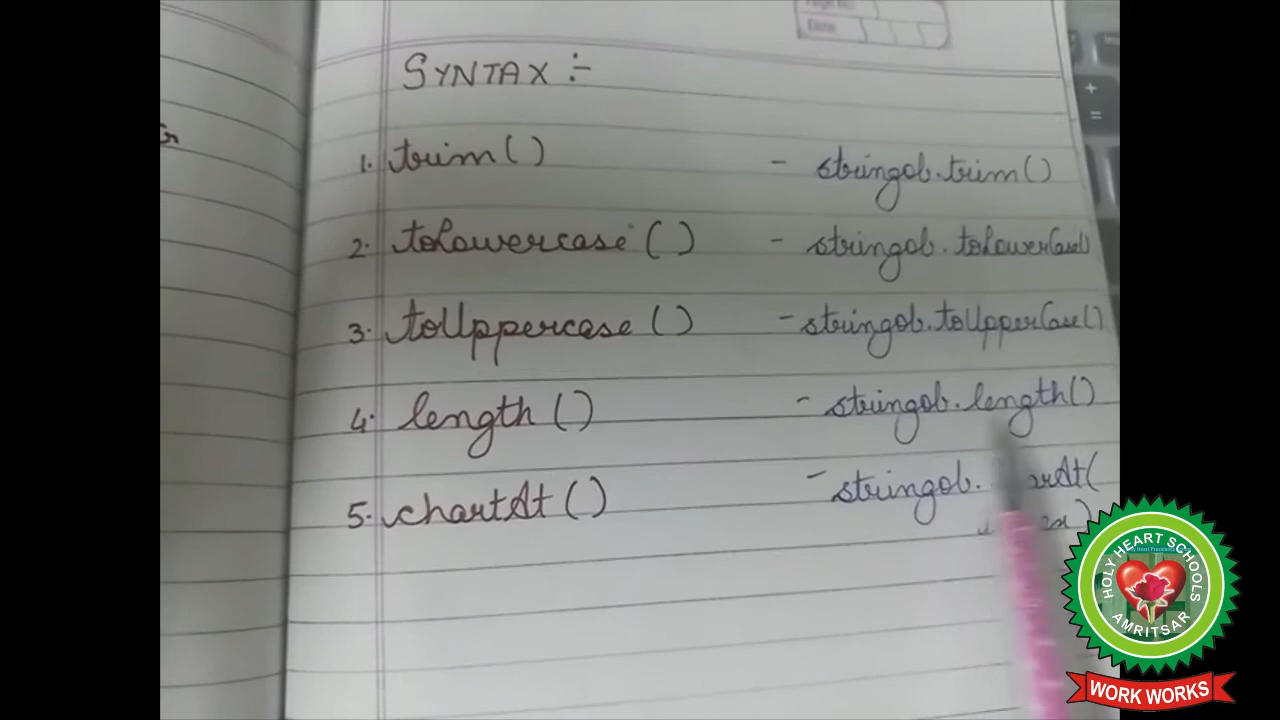 Date
SYNTAX :-
1. trim() - stringob.trim()
2. toLowercase () - stringob.toLowerCase()
3. toUppercase () - stringob.toUpperCase()
4. length () - stringob.length()
5. chartAt () - stringob.
HOLY HEART SCHOOLS
AMRITSAR
WORK WORKS